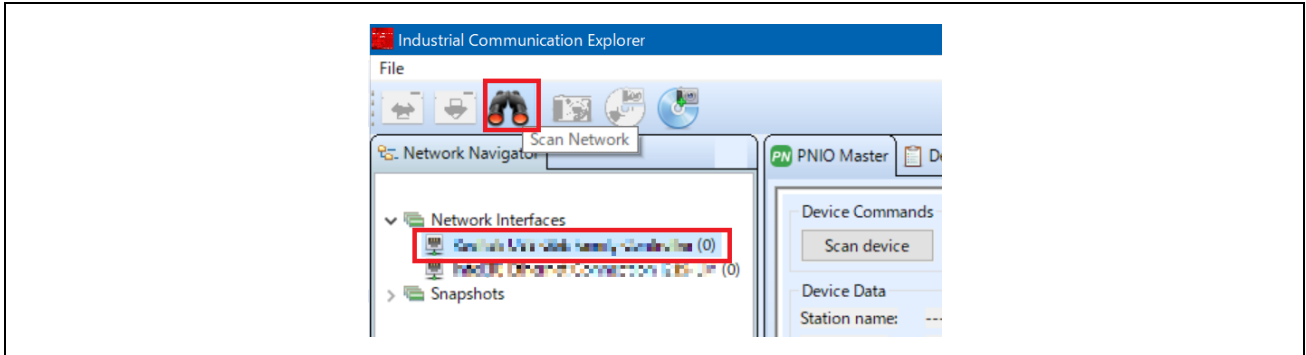 Industrial Communication Explorer
File
Scan Network
Network Navigator
PN PNIO Master
Network Interfaces
(0)
(0)
Snapshots
Device Commands
Scan device
Device Data
Station name: ---